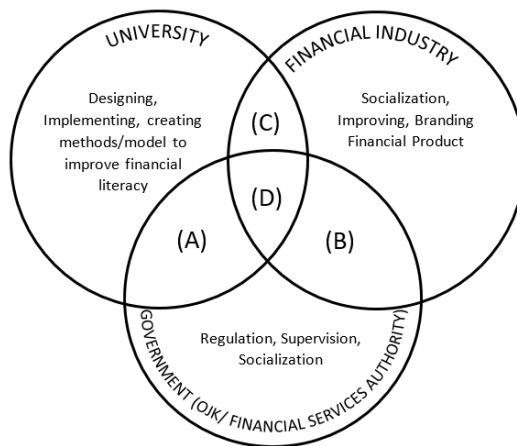 UNIVERSITY
FINANCIAL INDUSTRY
Designing,
Implementing, creating
methods/model to
improve financial
literacy
Socialization,
Improving, Branding
Financial Product
(C)
(D)
(A)
(B)
Regulation, Supervision,
Socialization
GOVERNMENT (OJK/ FINANCIAL SERVICES AUTHORITY)